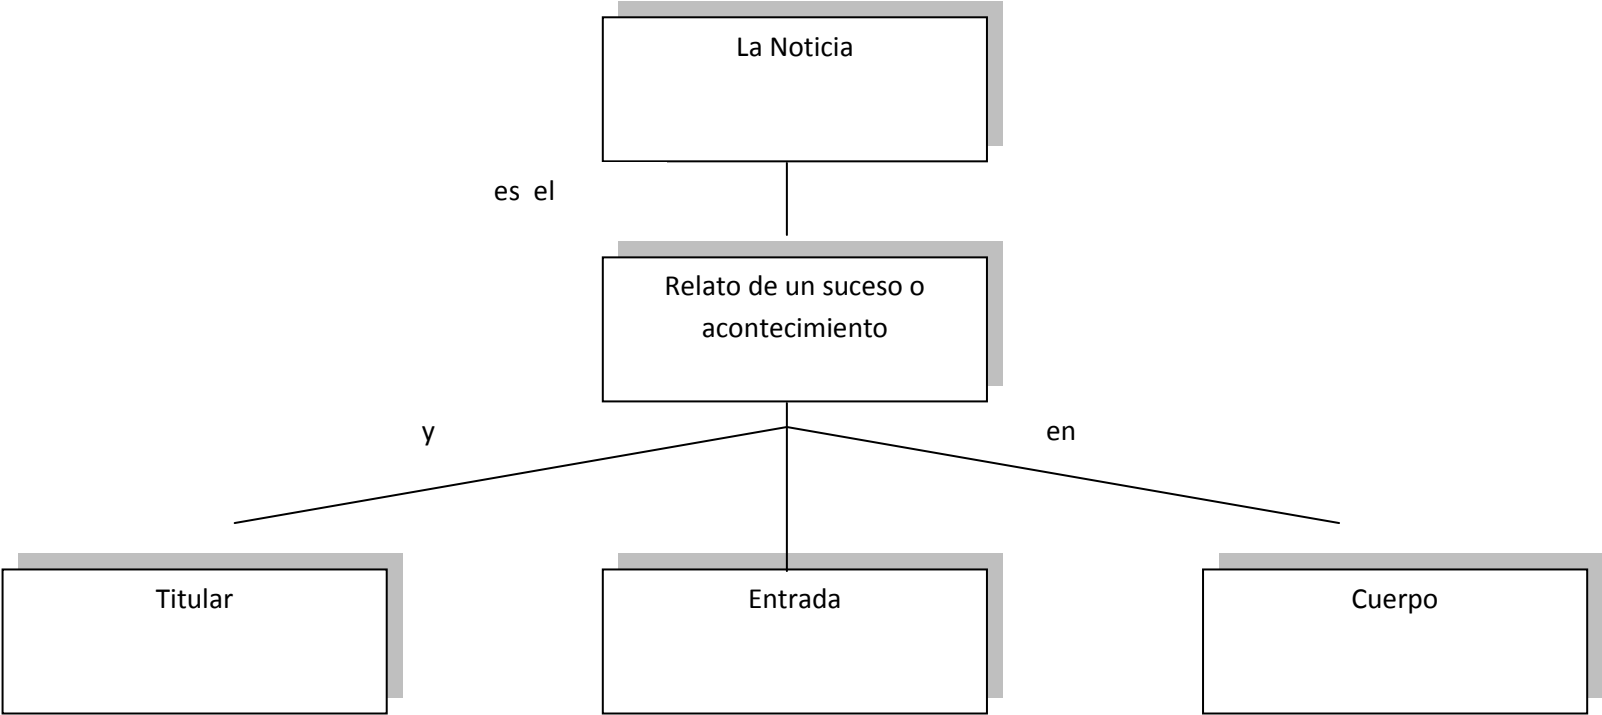 La Noticia
es el
Relato de un suceso o
acontecimiento
y
en
Titular
Entrada
Cuerpo